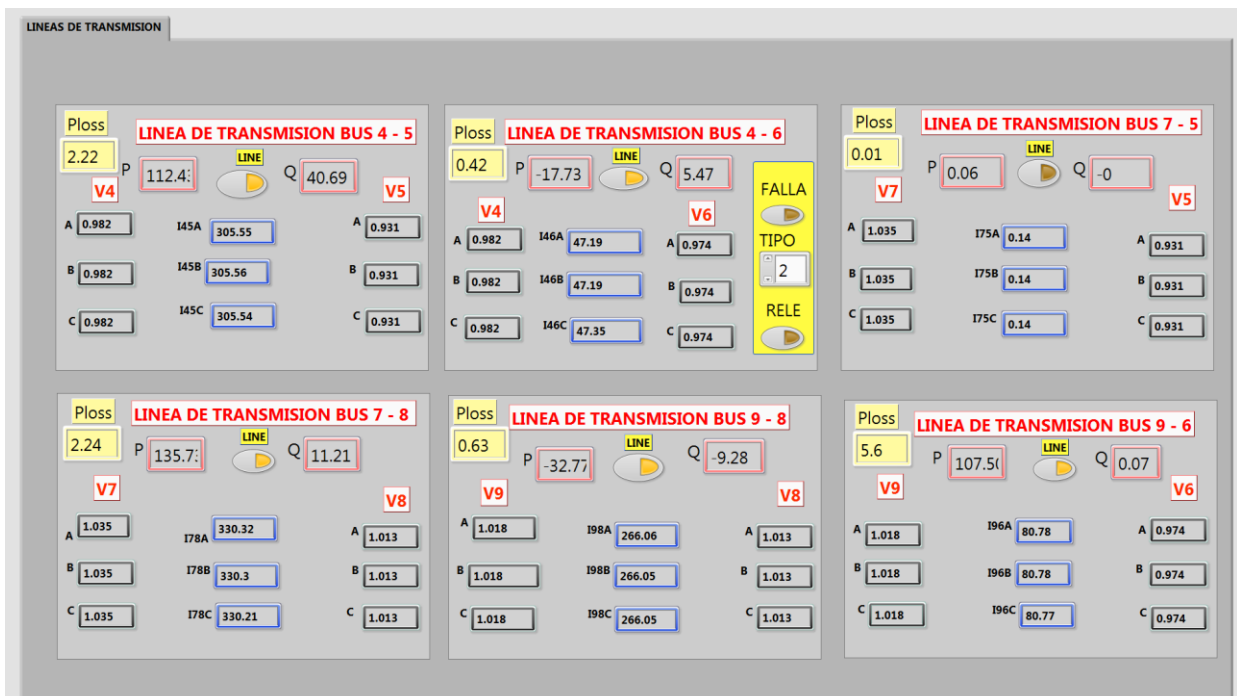 LINEAS DE TRANSMISION
Ploss
LINEA DE TRANSMISION BUS 4 - 5
2.22
P
112.4
LINE
Q
40.69
V4
V5
A 0.982
I45A 305.55
A 0.931
B 0.982
I45B 305.56
B 0.931
C 0.982
I45C 305.54
C 0.931
Ploss
LINEA DE TRANSMISION BUS 4 - 6
0.42
P
-17.73
LINE
Q
5.47
V4
V6
A 0.982
I46A 47.19
A 0.974
B 0.982
I46B 47.19
B 0.974
C 0.982
I46C 47.35
C 0.974
FALLA
TIPO
2
RELE
Ploss
LINEA DE TRANSMISION BUS 7 - 5
0.01
P
0.06
LINE
Q
-0
V7
V5
A 1.035
I75A 0.14
A 0.931
B 1.035
I75B 0.14
B 0.931
C 1.035
I75C 0.14
C 0.931
Ploss
LINEA DE TRANSMISION BUS 7 - 8
2.24
P
135.7
LINE
Q
11.21
V7
V8
A 1.035
I78A 330.32
A 1.013
B 1.035
I78B 330.3
B 1.013
C 1.035
I78C 330.21
C 1.013
Ploss
LINEA DE TRANSMISION BUS 9 - 8
0.63
P
-32.77
LINE
Q
-9.28
V9
V8
A 1.018
I98A 266.06
A 1.013
B 1.018
I98B 266.05
B 1.013
C 1.018
I98C 266.05
C 1.013
Ploss
LINEA DE TRANSMISION BUS 9 - 6
5.6
P
107.5
LINE
Q
0.07
V9
V6
A 1.018
I96A 80.78
A 0.974
B 1.018
I96B 80.78
B 0.974
C 1.018
I96C 80.77
C 0.974